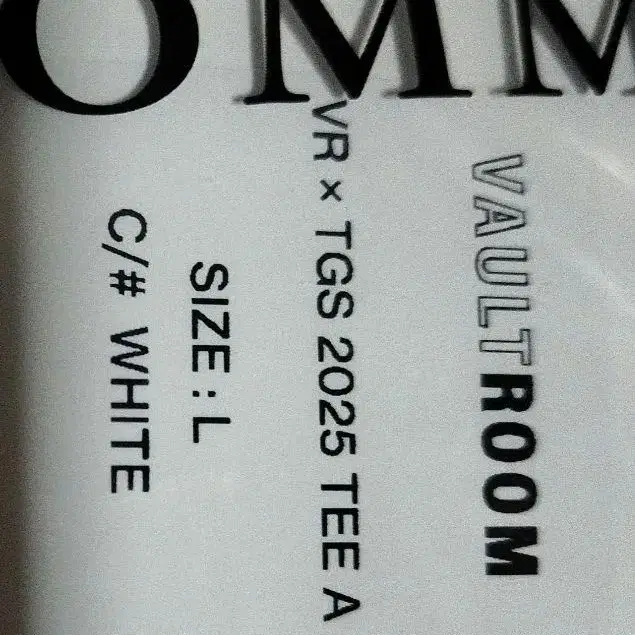 OMM
VAULTROOM
VR × TGS 2025 TEE A
SIZE : L
C/# WHITE